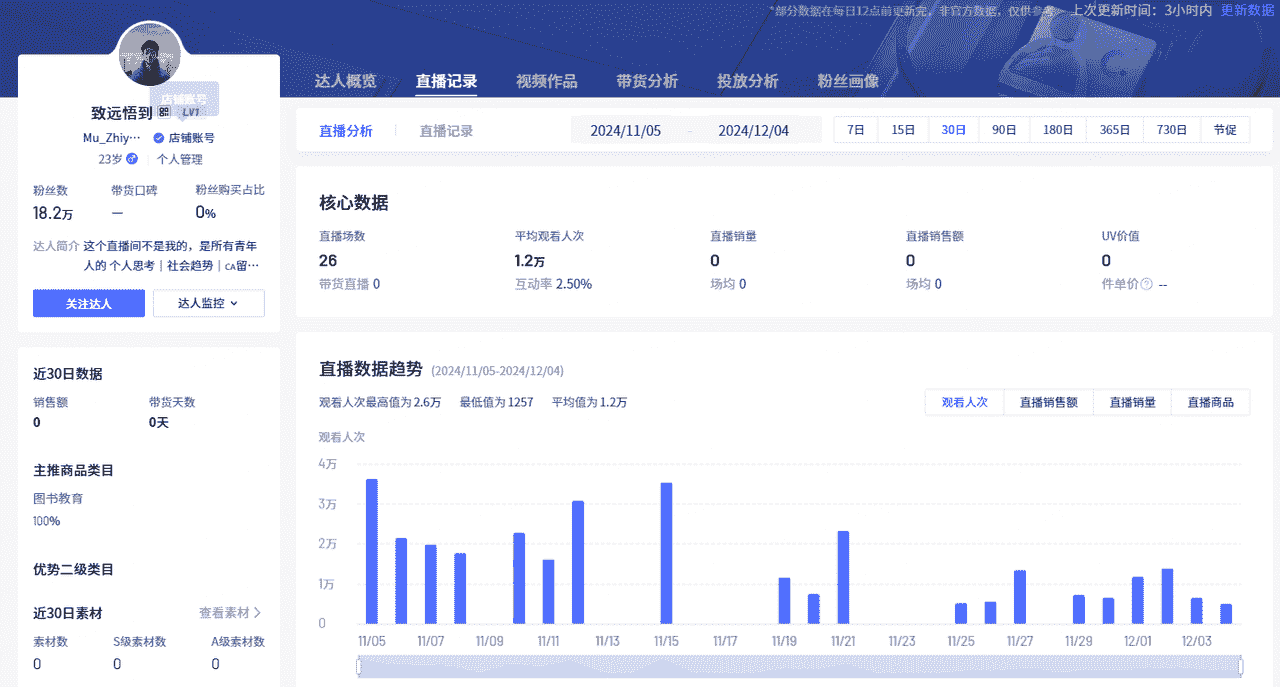 *部分数据在每日12点前更新完，非官方数据，仅供参考 上次更新时间：3小时内 更新数据
达人概览 直播记录 视频作品 带货分析 投放分析 粉丝画像
店铺账号
致远悟到 LV1
Mu_Zhiy… 店铺账号
23岁 个人管理
粉丝数 带货口碑 粉丝购买占比
18.2万 — 0%
达人简介 这个直播间不是我的，是所有青年
人的 个人思考｜社会趋势｜CA留…
关注达人 达人监控
近30日数据
销售额 带货天数
0 0天
主推商品类目
图书教育
100%
优势二级类目
近30日素材 查看素材
素材数 S级素材数 A级素材数
0 0 0
直播分析 直播记录 2024/11/05 - 2024/12/04 7日 15日 30日 90日 180日 365日 730日 节促
核心数据
直播场数 平均观看人次 直播销量 直播销售额 UV价值
26 1.2万 0 0 0
带货直播 0 互动率 2.50% 场均 0 场均 0 件单价 --
直播数据趋势 (2024/11/05-2024/12/04)
观看人次最高值为 2.6万 最低值为 1257 平均值为 1.2万
观看人次 直播销售额 直播销量 直播商品
观看人次
4万
3万
2万
1万
0
11/05 11/07 11/09 11/11 11/13 11/15 11/17 11/19 11/21 11/23 11/25 11/27 11/29 12/01 12/03